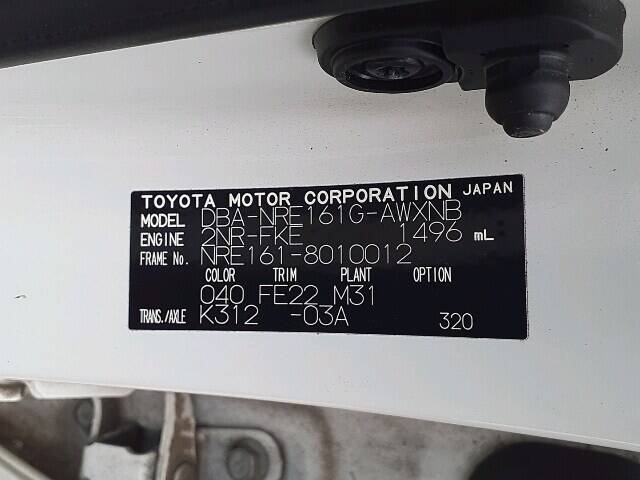 TOYOTA MOTOR CORPORATION JAPAN
MODEL DBA-NRE161G-AWXNB
ENGINE 2NR-FKE 1496 mL
FRAME No. NRE161-8010012
COLOR TRIM PLANT OPTION
040 FE22 M31
TRANS./AXLE K312 -03A 320